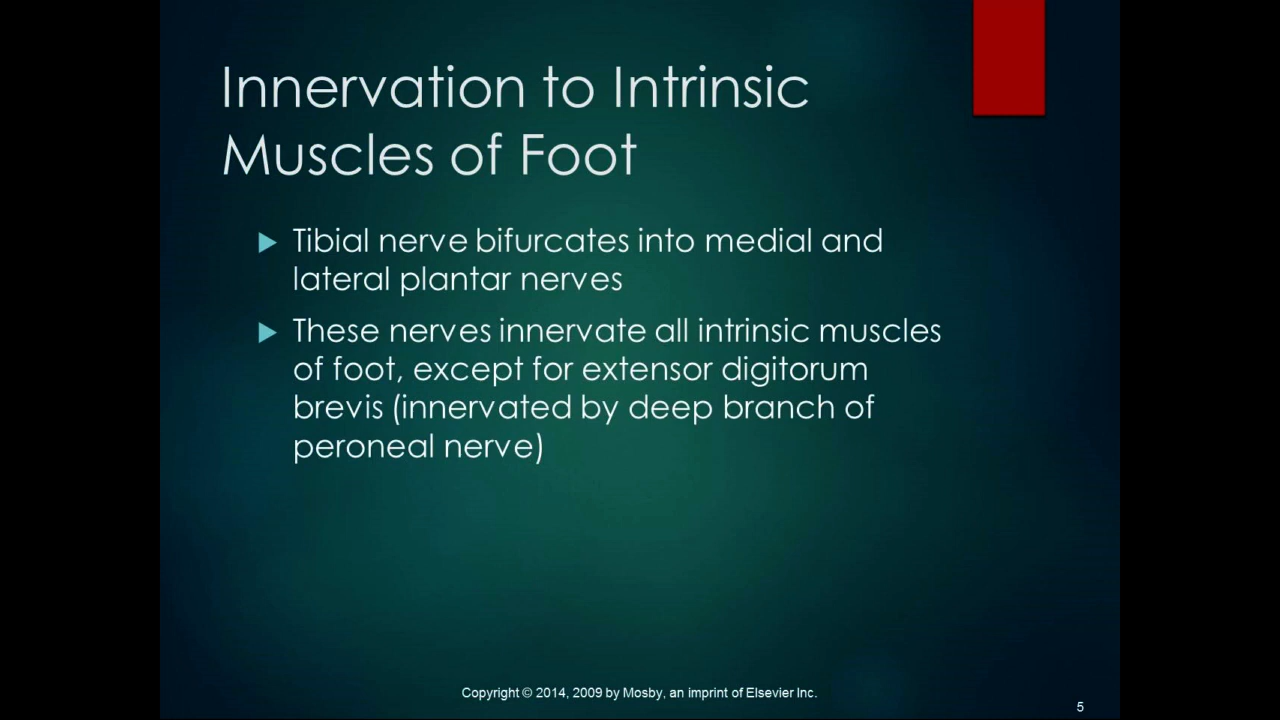 Innervation to Intrinsic
Muscles of Foot
Tibial nerve bifurcates into medial and
lateral plantar nerves
These nerves innervate all intrinsic muscles
of foot, except for extensor digitorum
brevis (innervated by deep branch of
peroneal nerve)
Copyright © 2014, 2009 by Mosby, an imprint of Elsevier Inc.
5